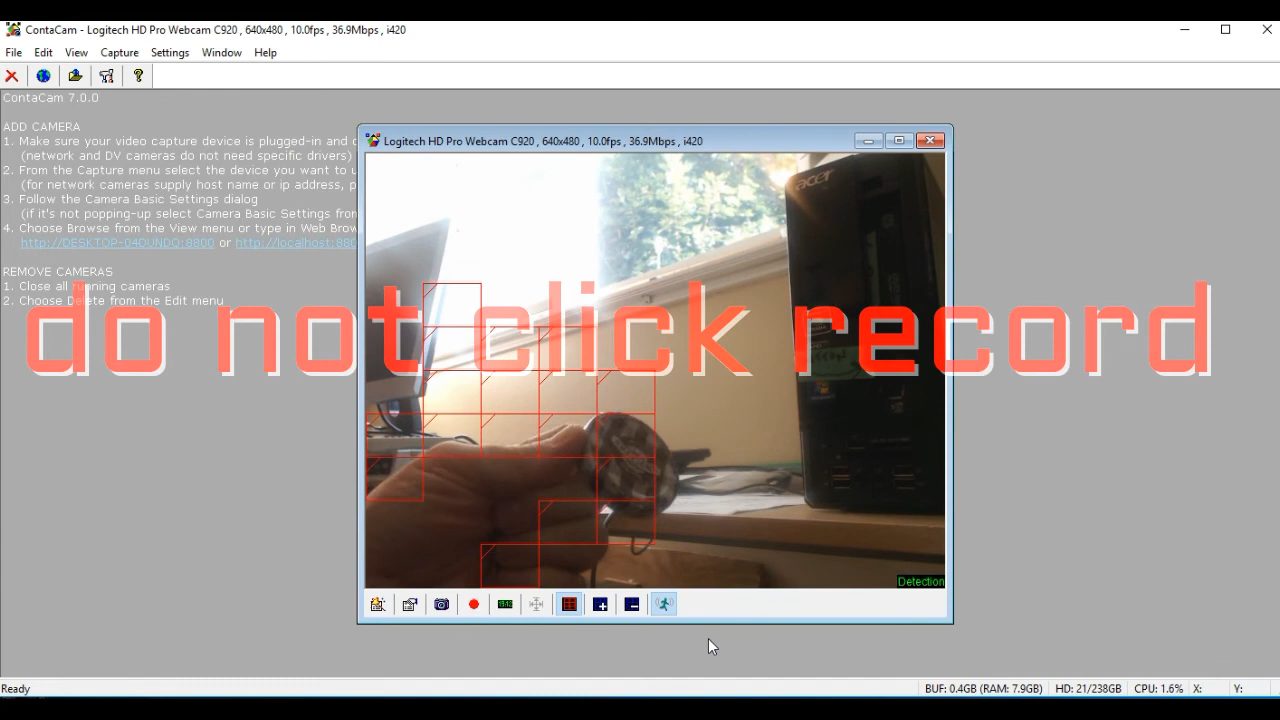 ContaCam - Logitech HD Pro Webcam C920 , 640x480 , 10.0fps , 36.9Mbps , i420
File Edit View Capture Settings Window Help
ContaCam 7.0.0
ADD CAMERA
1. Make sure your video capture device is plugged-in and
(network and DV cameras do not need specific drivers)
2. From the Capture menu select the device you want to
(for network cameras supply host name or ip address,
3. Follow the Camera Basic Settings dialog
(if it's not popping-up select Camera Basic Settings
4. Choose Browse from the View menu or type in Web
http://DESKTOP-04DUNDO:8800 or http://localhost:880
REMOVE CAMERAS
1. Close all running cameras
2. Choose Delete from the Edit menu
Logitech HD Pro Webcam C920 , 640x480 , 10.0fps , 36.9Mbps , i420
acer
do not click record
Detection
Ready BUF: 0.4GB (RAM: 7.9GB) HD: 21/238GB CPU: 1.6% X: Y: